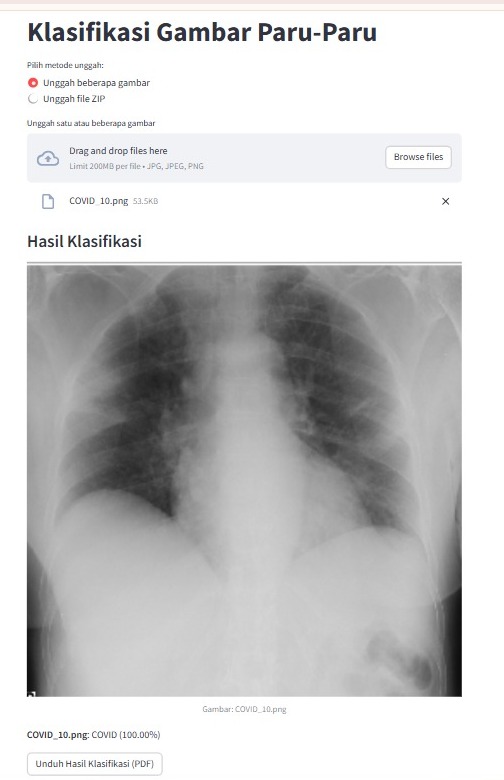 Klasifikasi Gambar Paru-Paru
Pilih metode unggah:
Unggah beberapa gambar
Unggah file ZIP
Unggah satu atau beberapa gambar
Drag and drop files here
Limit 200MB per file • JPG, JPEG, PNG
Browse files
COVID_10.png 53.5KB
Hasil Klasifikasi
Gambar: COVID_10.png
COVID_10.png: COVID (100.00%)
Unduh Hasil Klasifikasi (PDF)